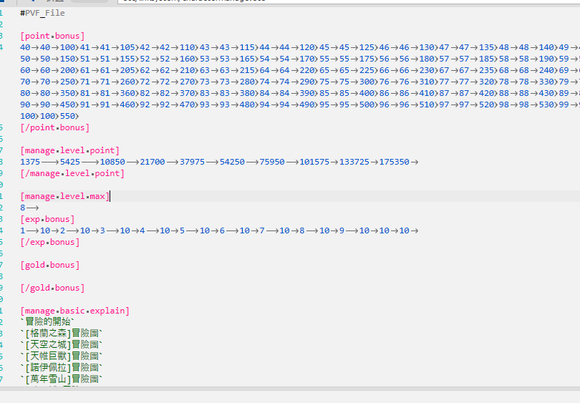 #PVF_File
[point·bonus]
40→40→100⟩41→41→105⟩42→42→110⟩43→43→115⟩44→44→120⟩45→45→125⟩46→46→130⟩47→47→135⟩48→48→140⟩49→
50→50→150⟩51→51→155⟩52→52→160⟩53→53→165⟩54→54→170⟩55→55→175⟩56→56→180⟩57→57→185⟩58→58→190⟩59→
60→60→200⟩61→61→205⟩62→62→210⟩63→63→215⟩64→64→220⟩65→65→225⟩66→66→230⟩67→67→235⟩68→68→240⟩69→
70→70→250⟩71→71→260⟩72→72→270⟩73→73→280⟩74→74→290⟩75→75→300⟩76→76→310⟩77→77→320⟩78→78→330⟩79→
80→80→350⟩81→81→360⟩82→82→370⟩83→83→380⟩84→84→390⟩85→85→400⟩86→86→410⟩87→87→420⟩88→88→430⟩89→
90→90→450⟩91→91→460⟩92→92→470⟩93→93→480⟩94→94→490⟩95→95→500⟩96→96→510⟩97→97→520⟩98→98→530⟩99→
100⟩100⟩550⟩
[/point·bonus]
[manage·level·point]
1375→5425→10850→21700→37975→54250→75950→101575→133725→175350→
[/manage·level·point]
[manage·level·max]
8→
[exp·bonus]
1→10→2→10→3→10→4→10→5→10→6→10→7→10→8→10→9→10→10→10→
[/exp·bonus]
[gold·bonus]
[/gold·bonus]
[manage·basic·explain]
`冒險的開始`
`[格蘭之森]冒險團`
`[天空之城]冒險團`
`[天帷巨獸]冒險團`
`[諾伊佩拉]冒險團`
`[萬年雪山]冒險團`